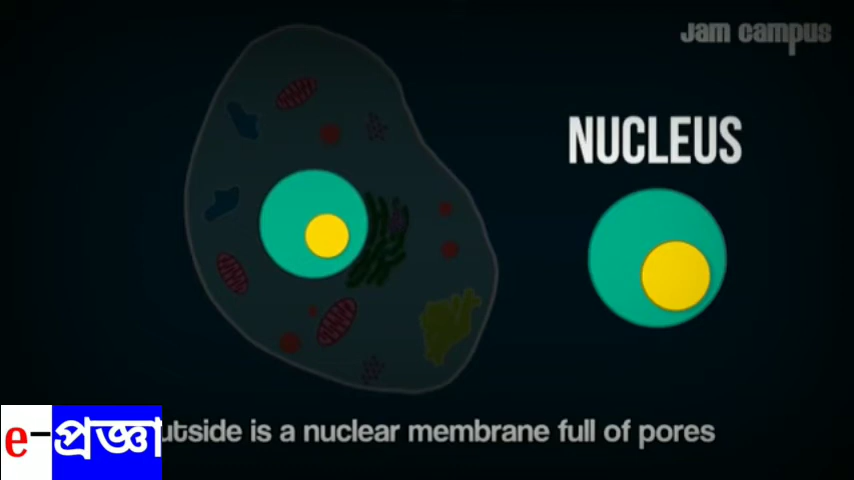 Jam campus
NUCLEUS
utside is a nuclear membrane full of pores
e-প্রজ্ঞা